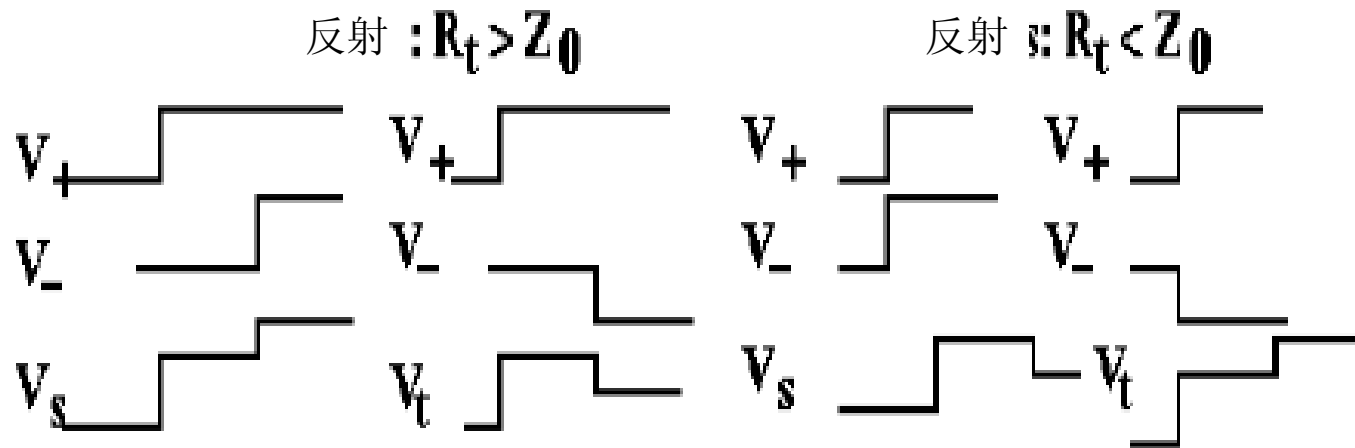 反射 : Rt > Z0 反射 s: Rt < Z0
V+ V+ V+ V+
V- V- V- V-
Vs Vt Vs Vt